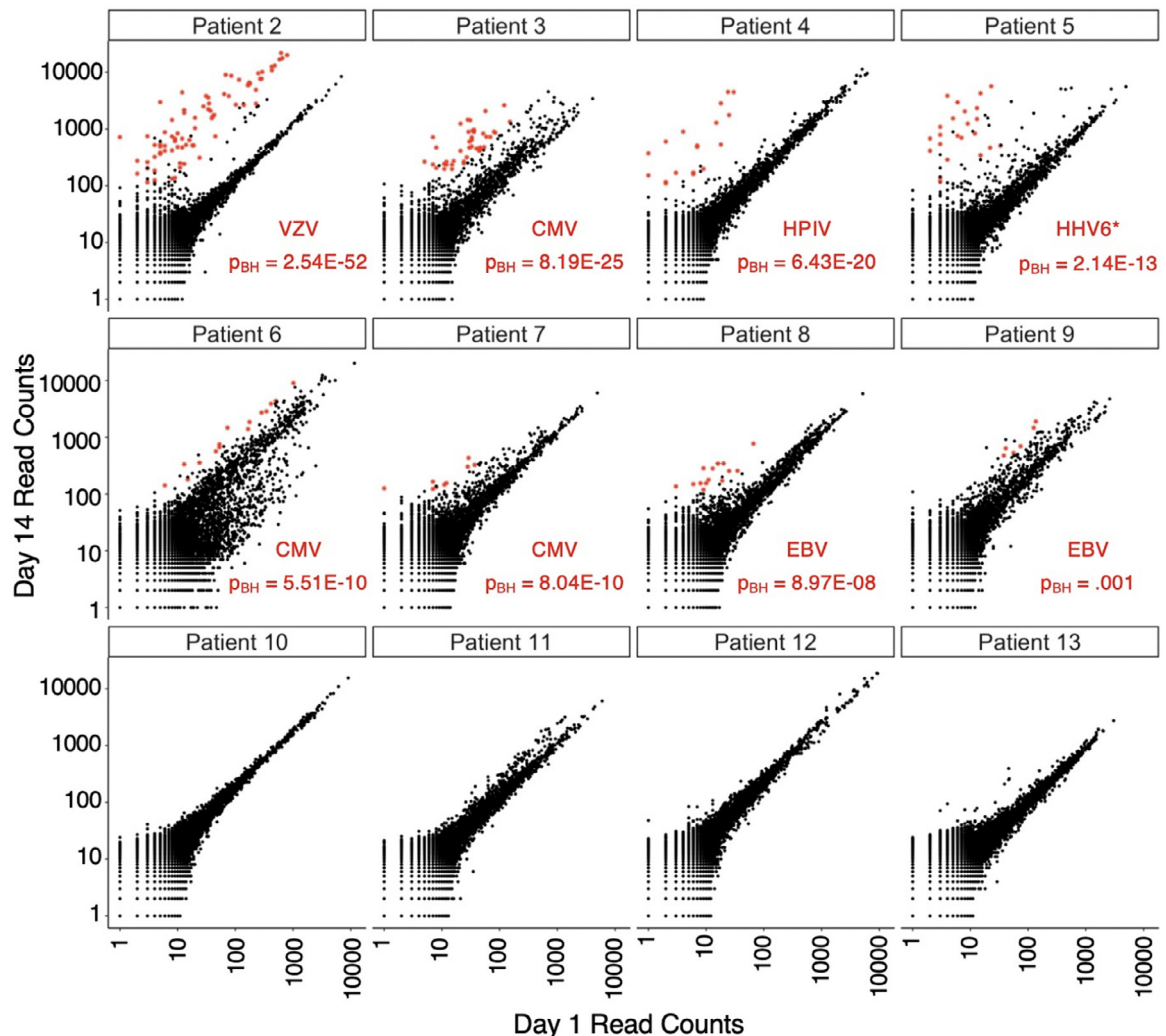 Patient 2
Patient 3
Patient 4
Patient 5
10000
1000
100
10
1
VZV
pBH = 2.54E-52
CMV
pBH = 8.19E-25
HPIV
pBH = 6.43E-20
HHV6*
pBH = 2.14E-13
Patient 6
Patient 7
Patient 8
Patient 9
Day 14 Read Counts
10000
1000
100
10
1
CMV
pBH = 5.51E-10
CMV
pBH = 8.04E-10
EBV
pBH = 8.97E-08
EBV
pBH = .001
Patient 10
Patient 11
Patient 12
Patient 13
10000
1000
100
10
1
1
10
100
1000
10000
1
10
100
1000
10000
1
10
100
1000
10000
1
10
100
1000
10000
Day 1 Read Counts